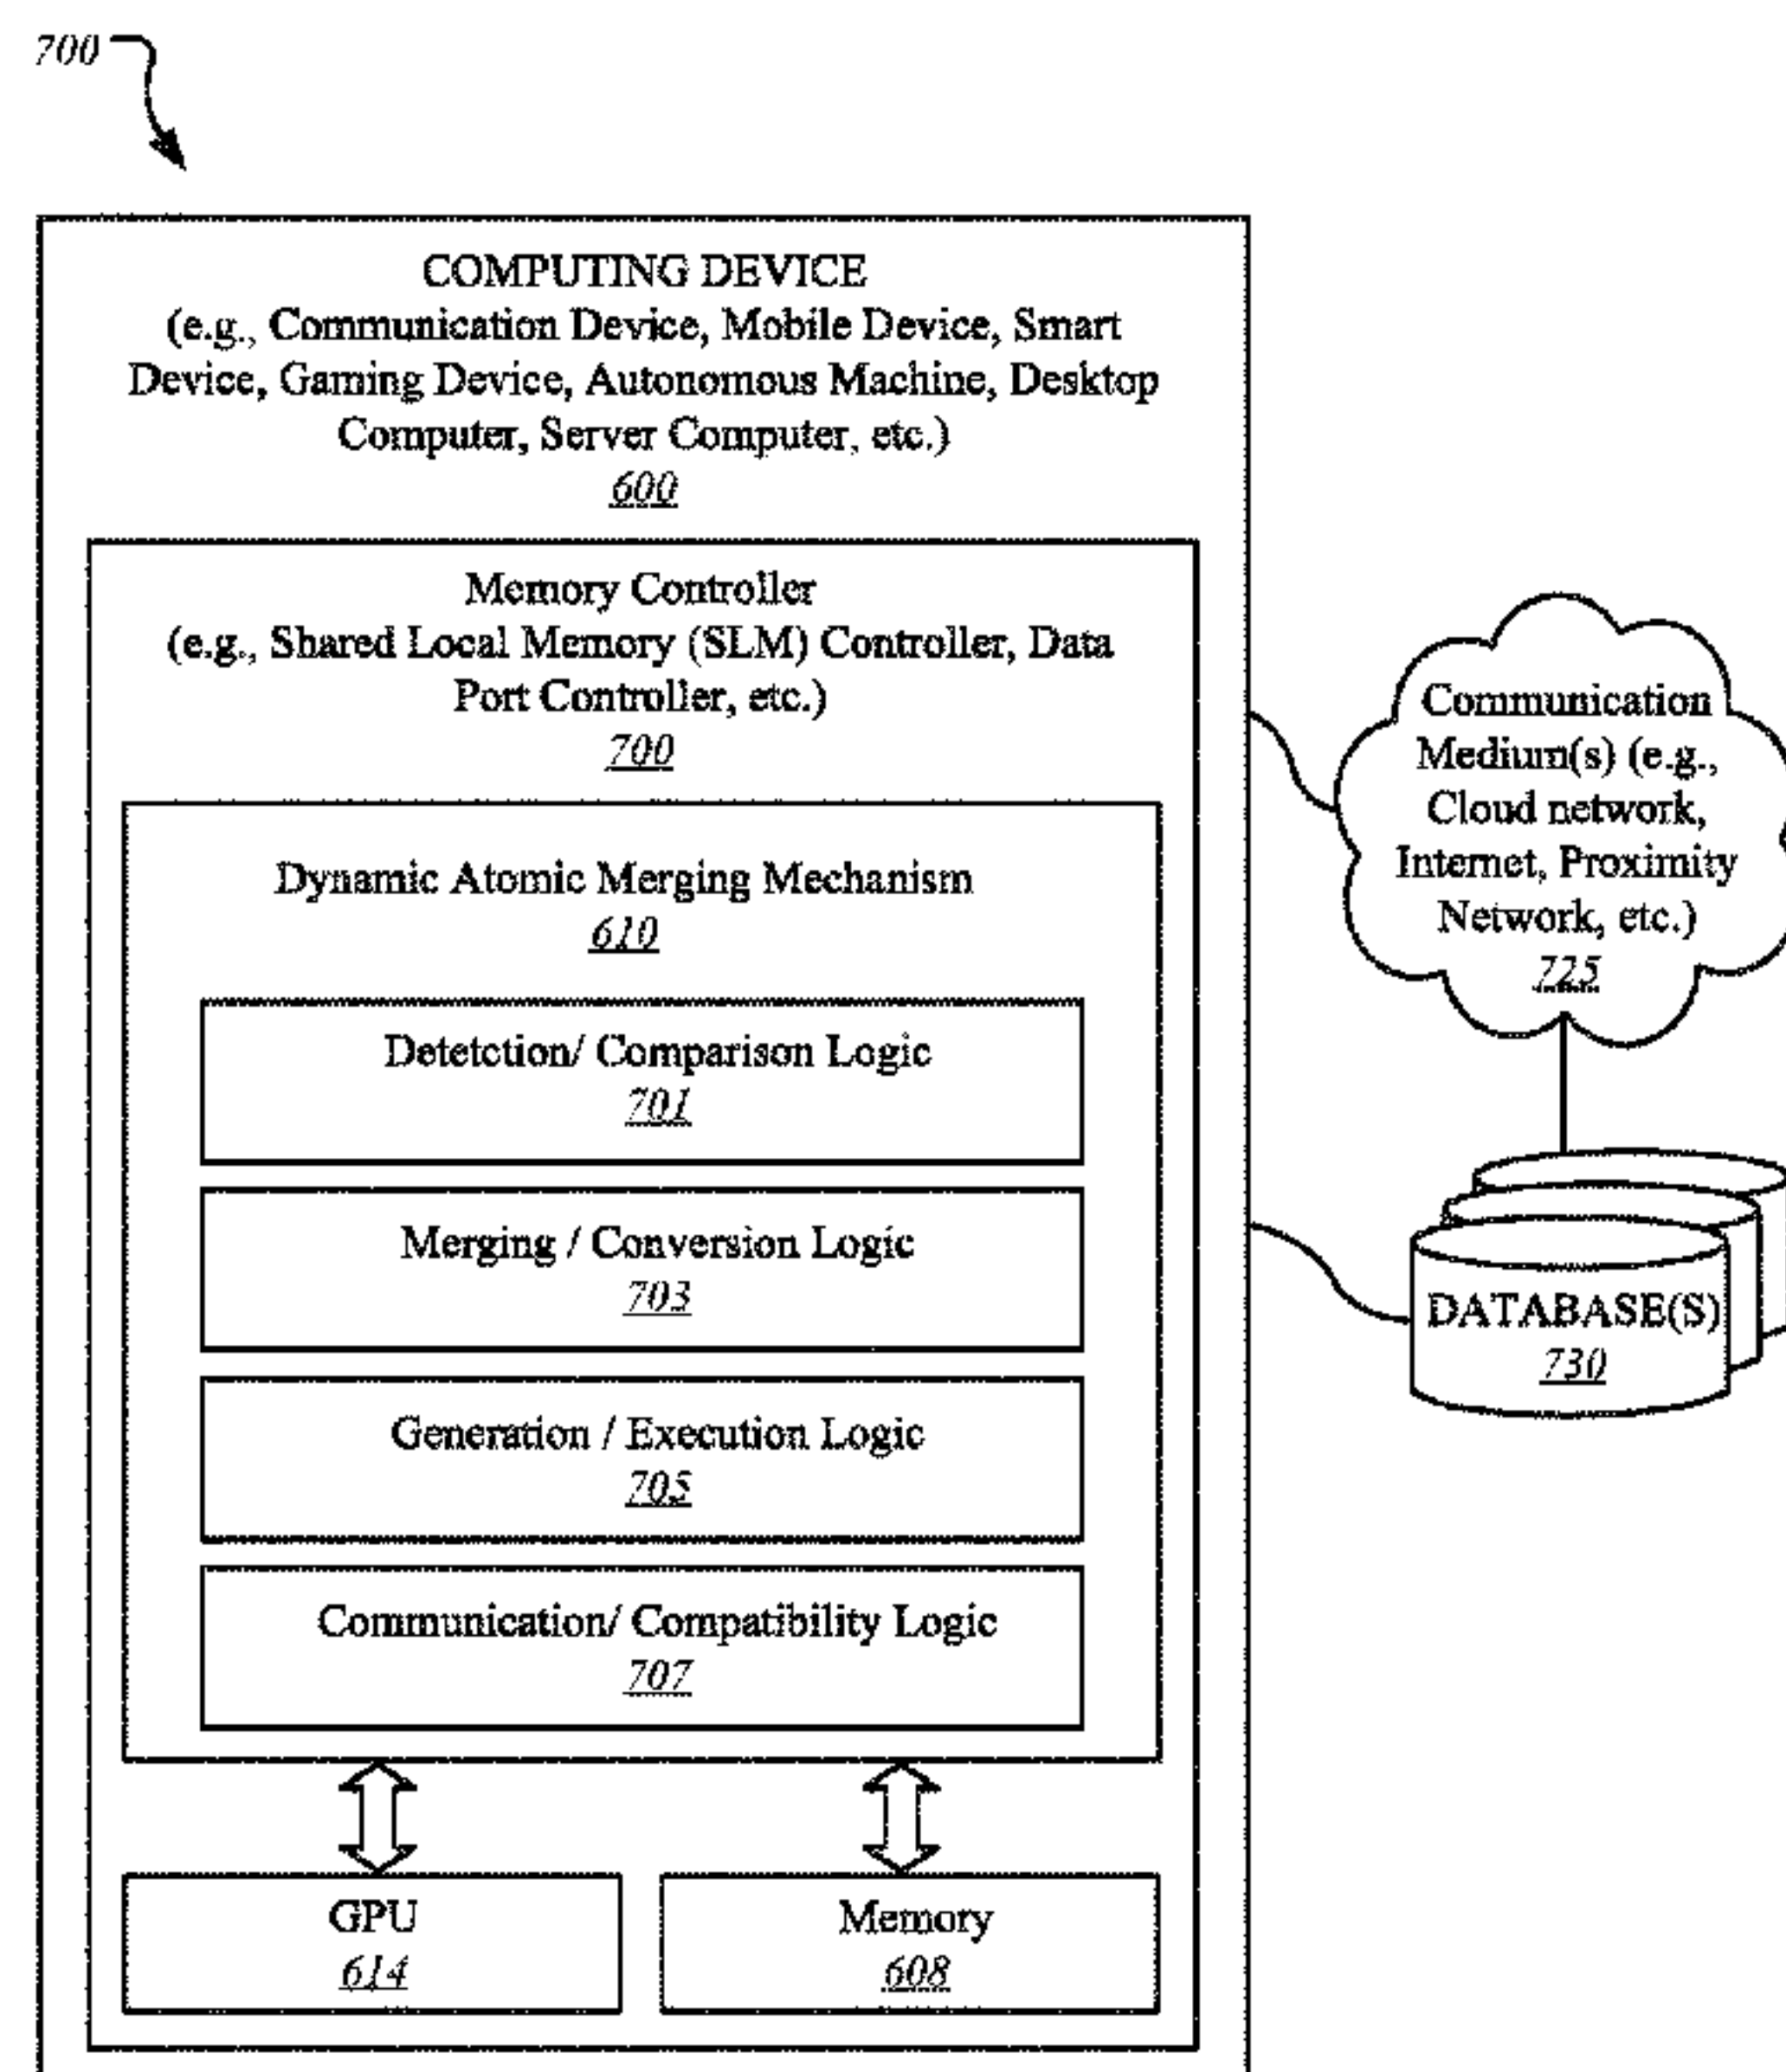 700
COMPUTING DEVICE
(e.g., Communication Device, Mobile Device, Smart
Device, Gaming Device, Autonomous Machine, Desktop
Computer, Server Computer, etc.)
600
Memory Controller
(e.g., Shared Local Memory (SLM) Controller, Data
Port Controller, etc.)
700
Dynamic Atomic Merging Mechanism
610
Detetction/ Comparison Logic
701
Merging / Conversion Logic
703
Generation / Execution Logic
705
Communication/ Compatibility Logic
707
GPU
614
Memory
608
Communication
Medium(s) (e.g.,
Cloud network,
Internet, Proximity
Network, etc.)
725
DATABASE(S)
730